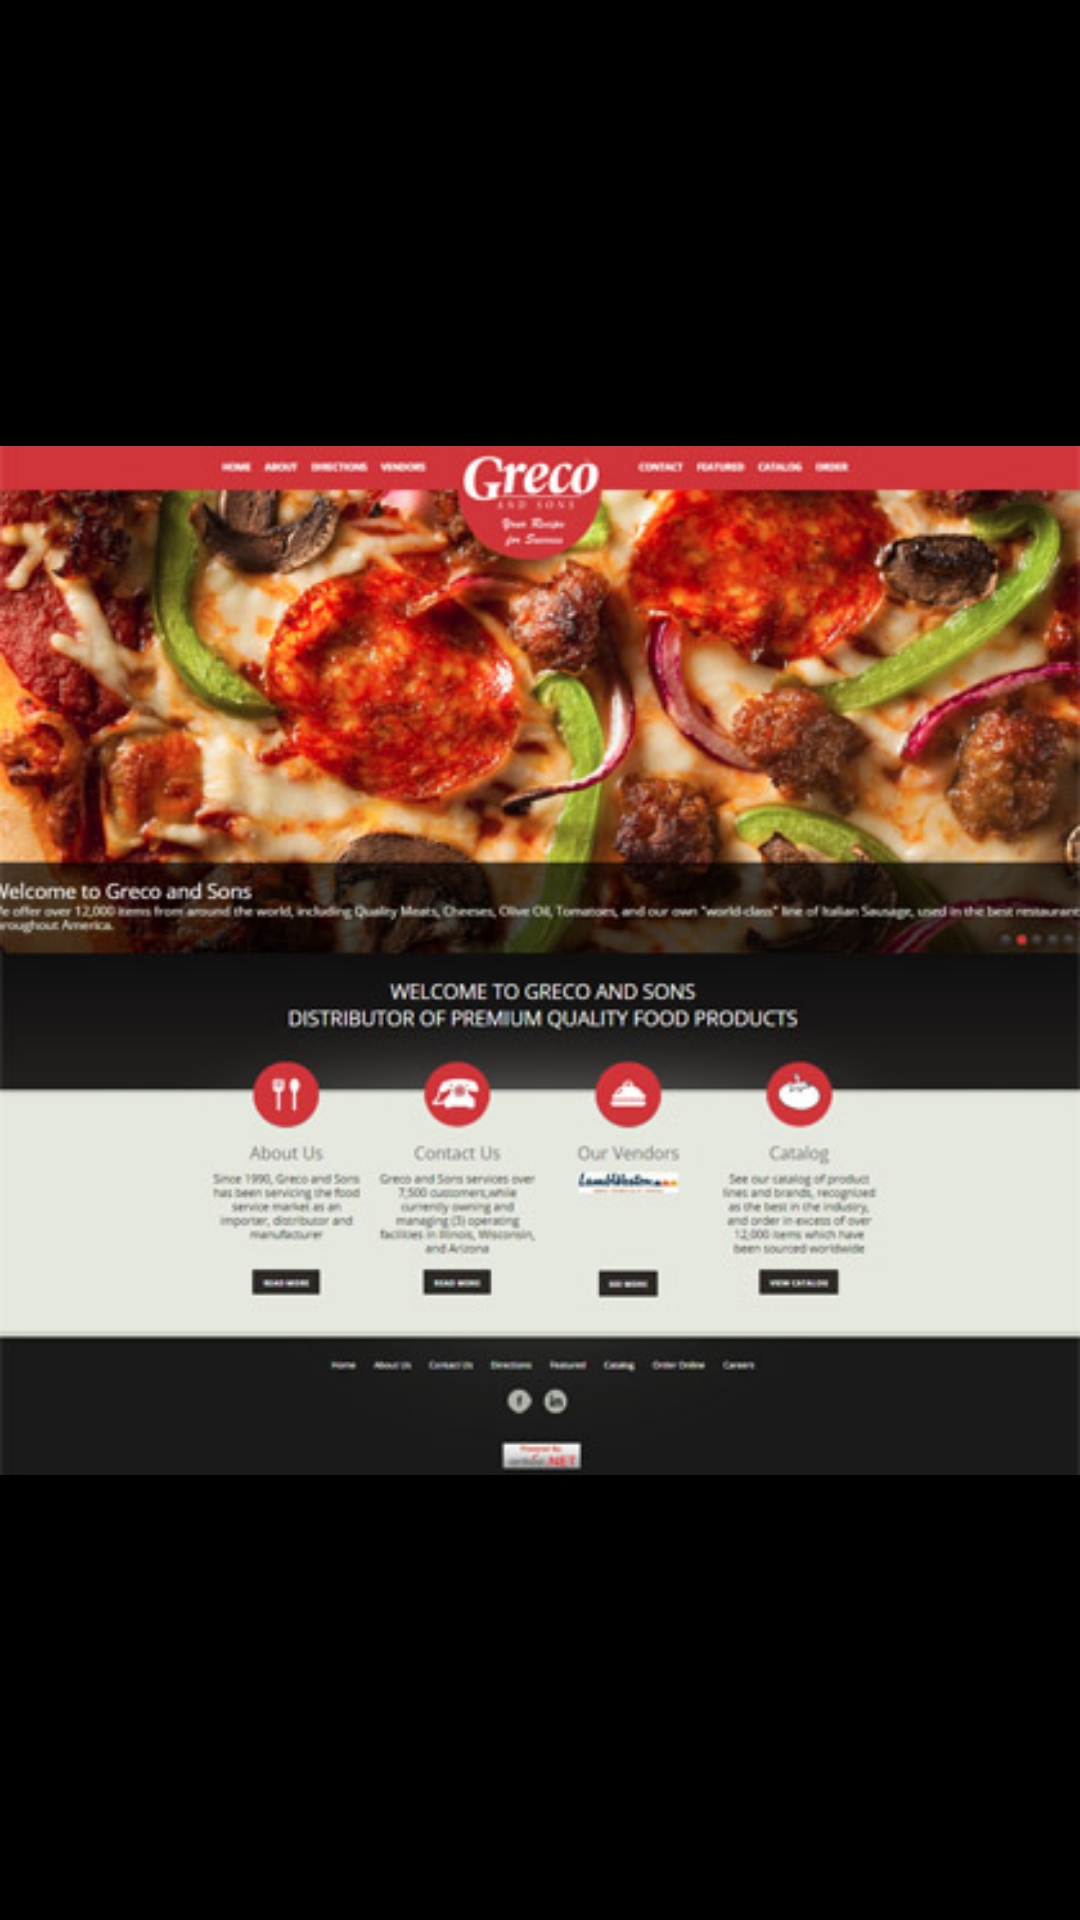 HOME ABOUT DIRECTIONS VENDORS
Greco
AND SONS
Your Recipe
for Success
CONTACT FEATURED CATALOG ORDER
Welcome to Greco and Sons
We offer over 12,000 items from around the world, including Quality Meats, Cheeses, Olive Oil, Tomatoes, and our own "world-class" line of Italian Sausage, used in the best restaurants
throughout America.
WELCOME TO GRECO AND SONS
DISTRIBUTOR OF PREMIUM QUALITY FOOD PRODUCTS
About Us
Since 1990, Greco and Sons
has been servicing the food
service market as an
importer, distributor and
manufacturer
READ MORE
Contact Us
Greco and Sons services over
7,500 customers,while
currently owning and
managing (3) operating
facilities in Illinois, Wisconsin,
and Arizona
READ MORE
Our Vendors
LambWeston
SEE MORE
Catalog
See our catalog of product
lines and brands, recognized
as the best in the industry,
and order in excess of over
12,000 items which have
been sourced worldwide
VIEW CATALOG
Home About Us Contact Us Directions Featured Catalog Order Online Careers
f in
Powered By
.NET